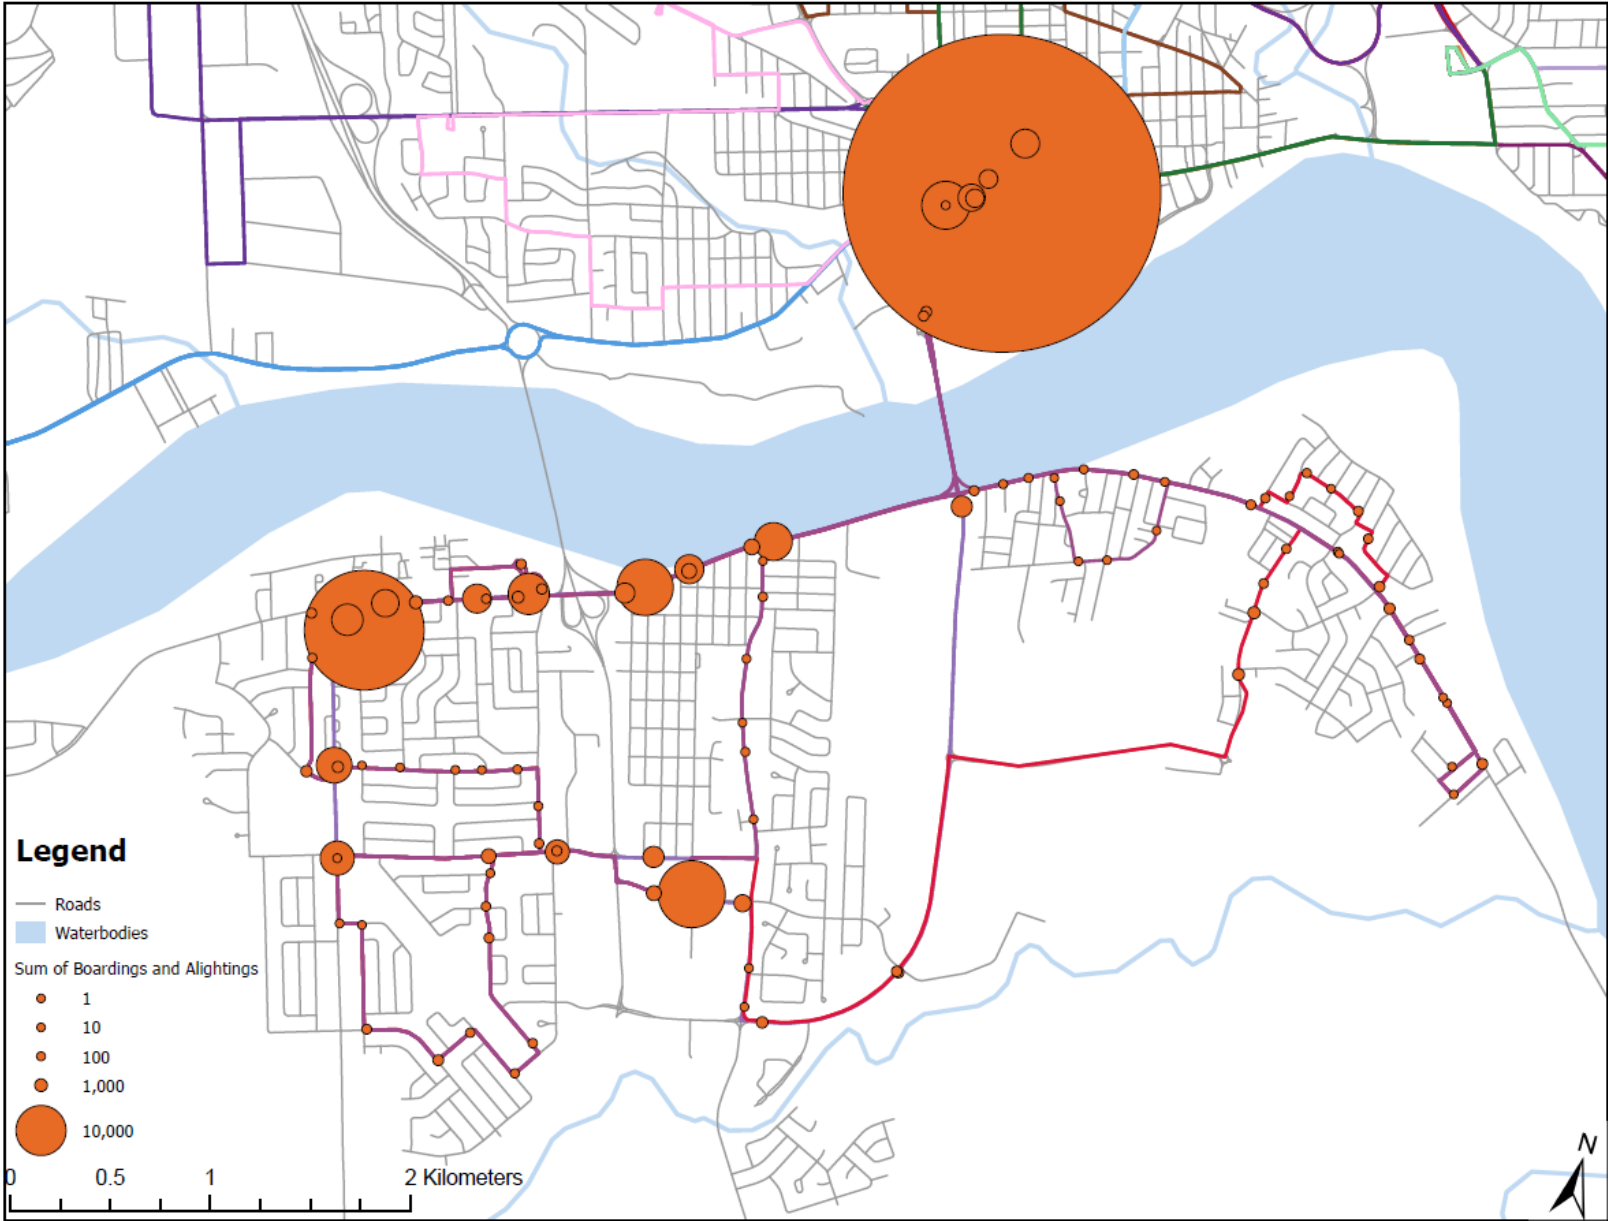 Legend
Roads
Waterbodies
Sum of Boardings and Alightings
1
10
100
1,000
10,000
0 0.5 1 2 Kilometers
N